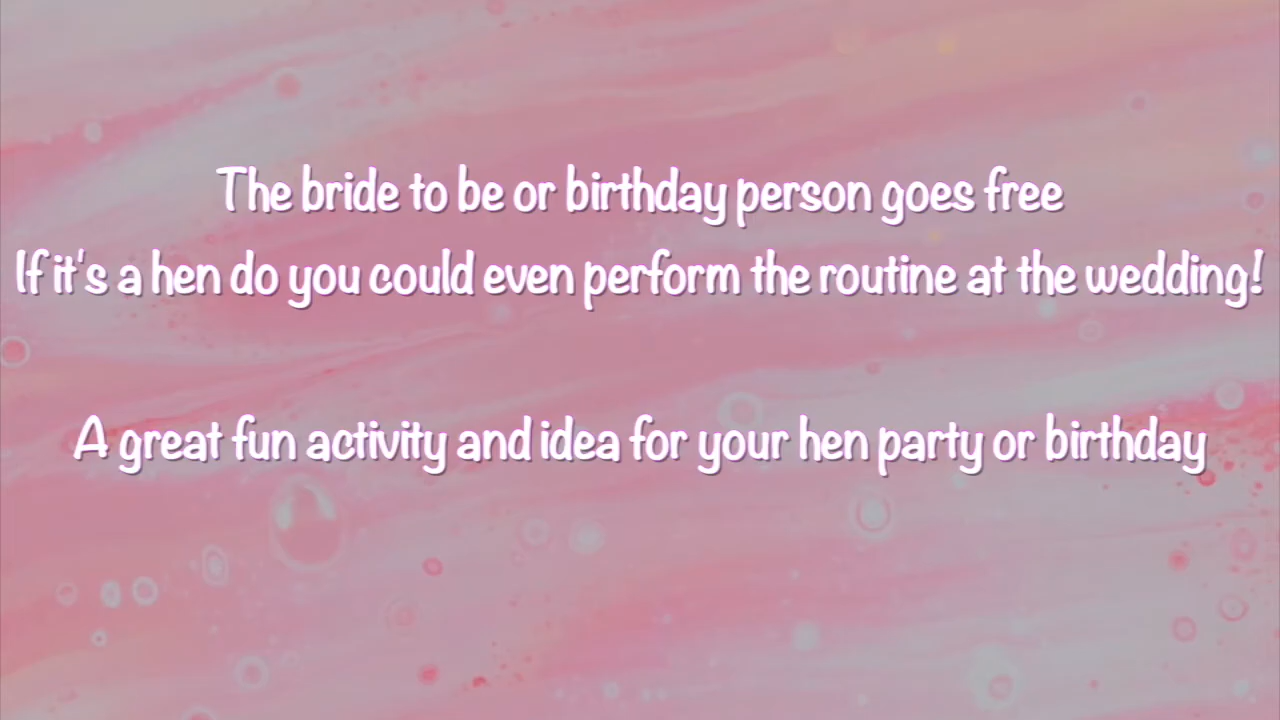 The bride to be or birthday person goes free
If it's a hen do you could even perform the routine at the wedding!
A great fun activity and idea for your hen party or birthday